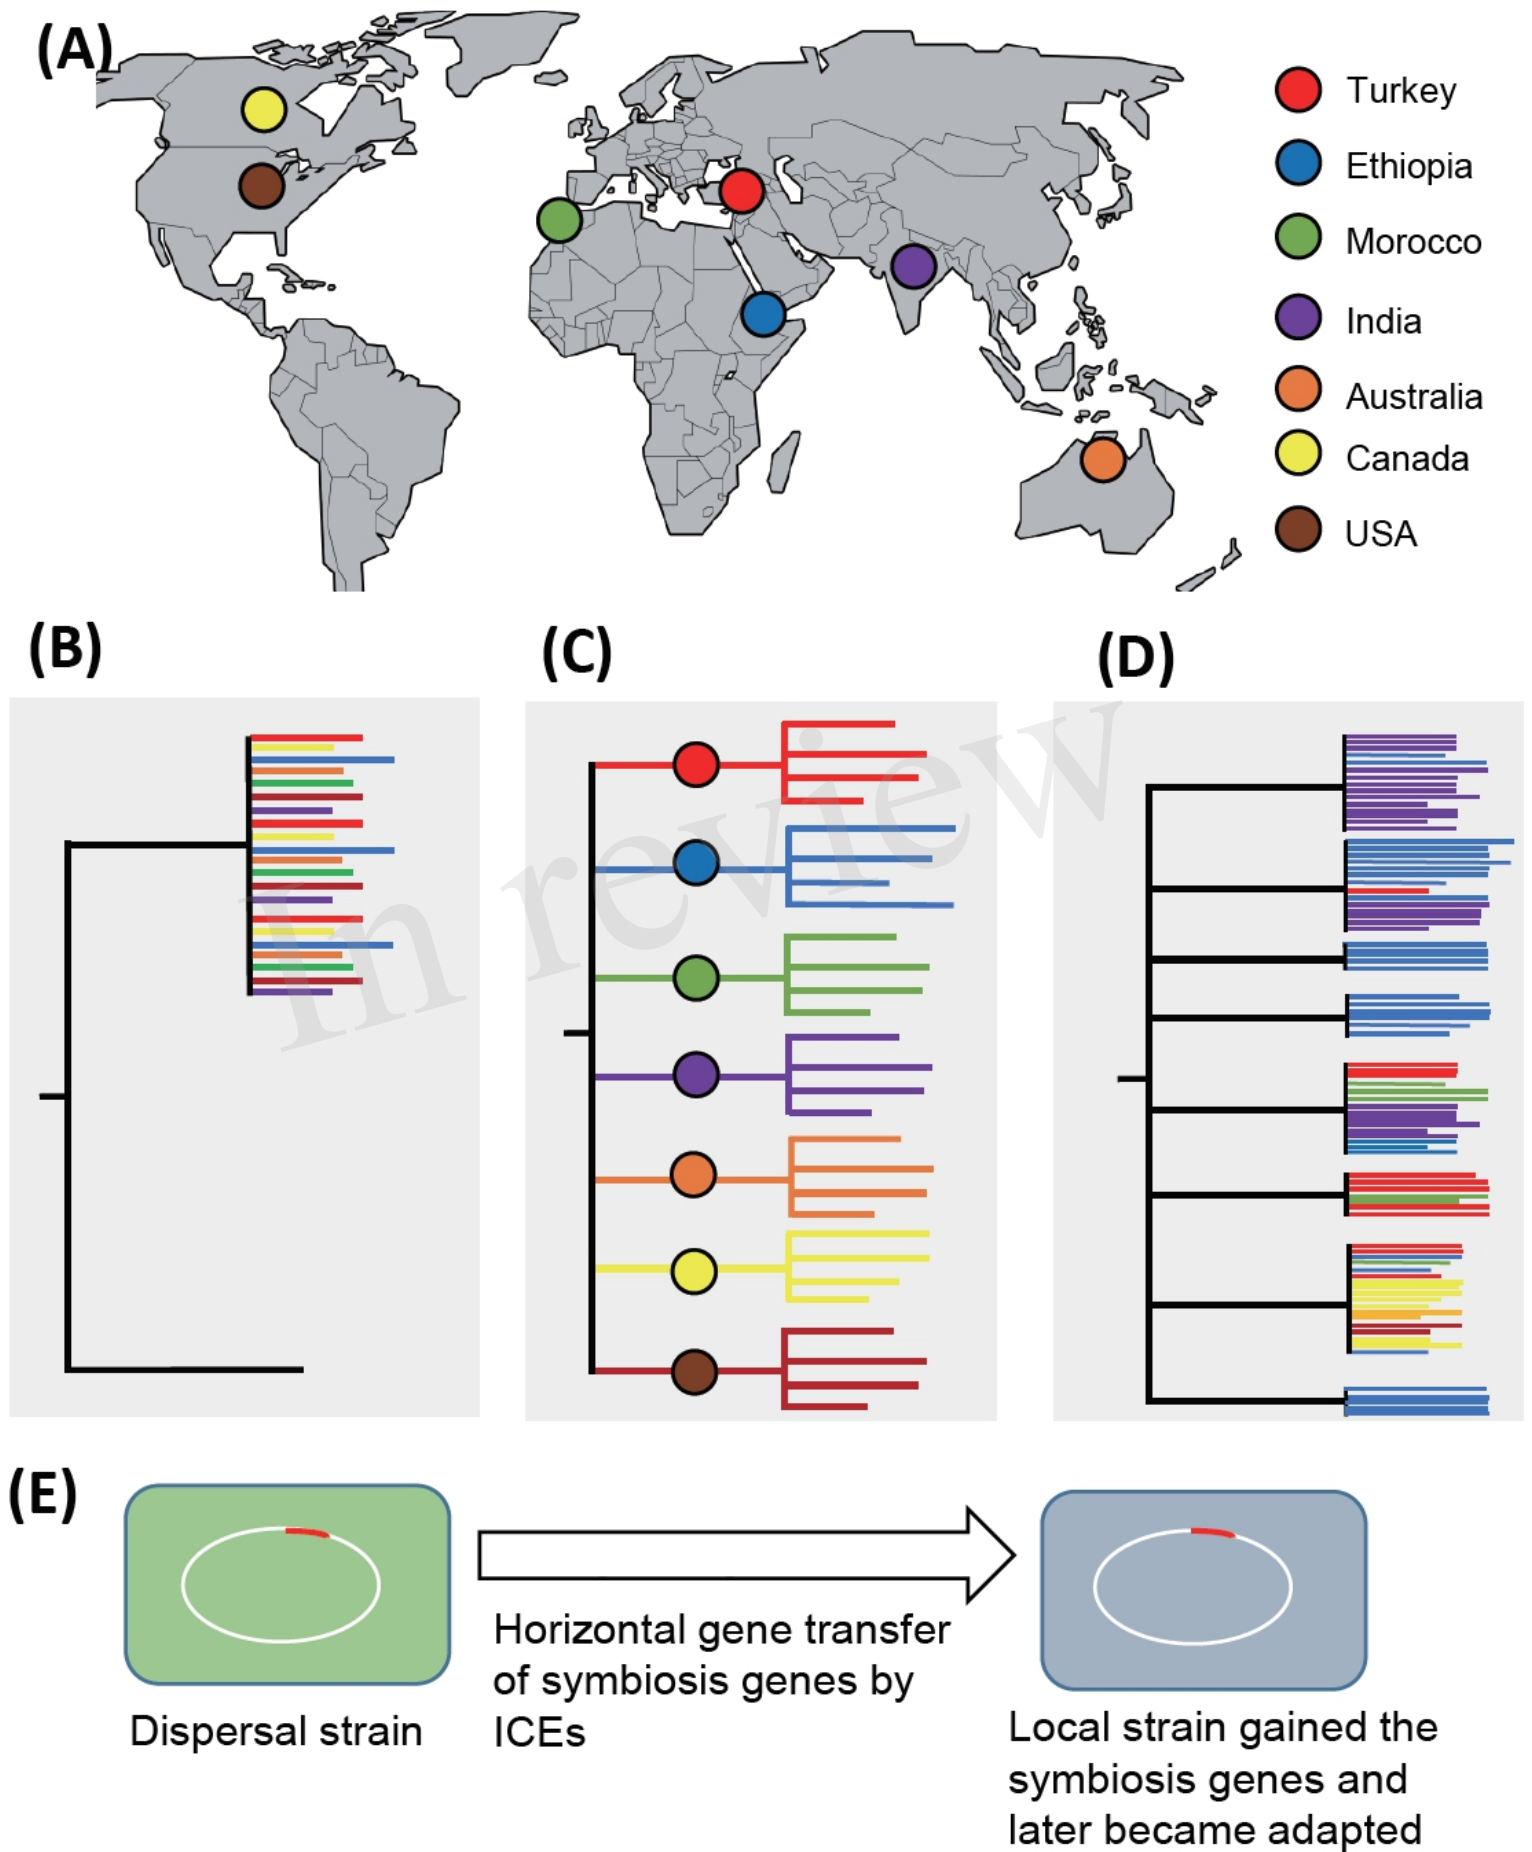 (A)
Turkey
Ethiopia
Morocco
India
Australia
Canada
USA
(B)
(C)
(D)
In review
(E)
Dispersal strain
Horizontal gene transfer
of symbiosis genes by
ICEs
Local strain gained the
symbiosis genes and
later became adapted